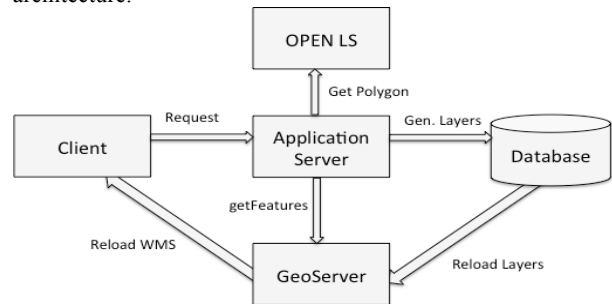 architecture.
OPEN LS
Get Polygon
Request
Gen. Layers
Client
Application
Server
Database
getFeatures
Reload WMS
Reload Layers
GeoServer